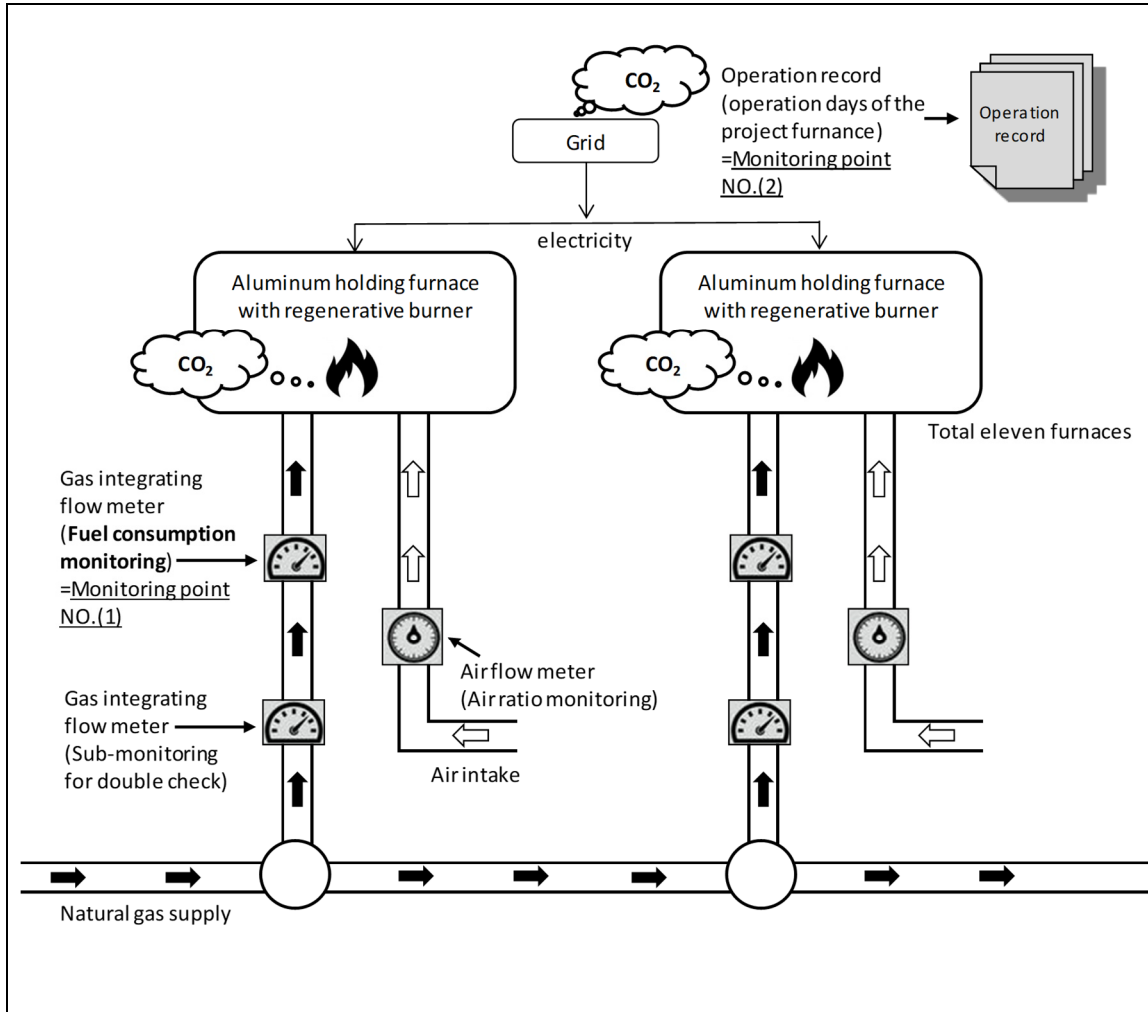 CO₂
Grid
Operation record
(operation days of the
project furnance)
=Monitoring point
NO.(2)
Operation
record
electricity
Aluminum holding furnace
with regenerative burner
CO₂
Aluminum holding furnace
with regenerative burner
CO₂
Total eleven furnaces
Gas integrating
flow meter
(Fuel consumption
monitoring)
=Monitoring point
NO.(1)
Air flow meter
(Air ratio monitoring)
Gas integrating
flow meter
(Sub-monitoring
for double check)
Air intake
Natural gas supply